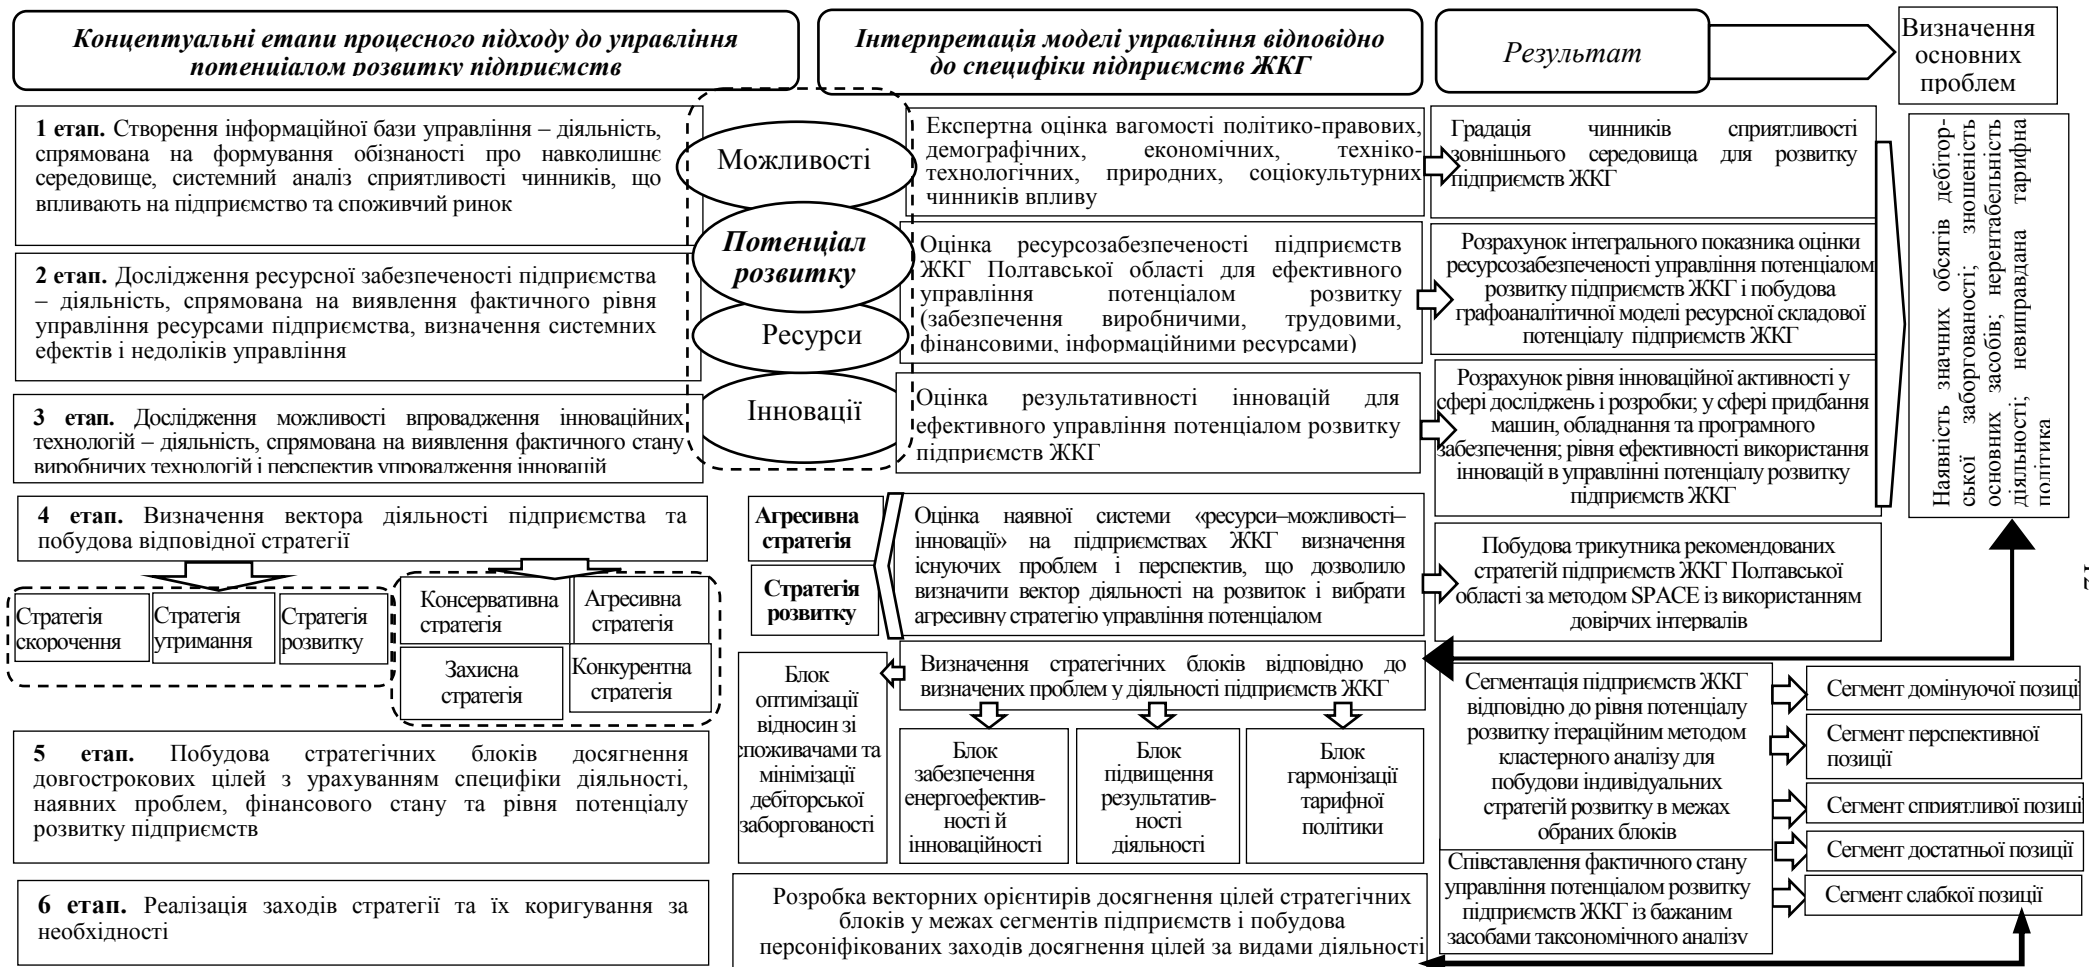 Концептуальні етапи процесного підходу до управління
потенціалом розвитку підприємств
Інтерпретація моделі управління відповідно
до специфіки підприємств ЖКГ
Результат
Визначення
основних
проблем
1 етап. Створення інформаційної бази управління – діяльність,
спрямована на формування обізнаності про навколишнє
середовище, системний аналіз сприятливості чинників, що
впливають на підприємство та споживчий ринок
Можливості
Експертна оцінка вагомості політико-правових,
демографічних, економічних, техніко-
технологічних, природних, соціокультурних
чинників впливу
Градація чинників сприятливості
зовнішнього середовища для розвитку
підприємств ЖКГ
Потенціал
розвитку
2 етап. Дослідження ресурсної забезпеченості підприємства
– діяльність, спрямована на виявлення фактичного рівня
управління ресурсами підприємства, визначення системних
ефектів і недоліків управління
Ресурси
Оцінка ресурсозабезпеченості підприємств
ЖКГ Полтавської області для ефективного
управління потенціалом розвитку
(забезпечення виробничими, трудовими,
фінансовими, інформаційними ресурсами)
Розрахунок інтегрального показника оцінки
ресурсозабезпеченості управління потенціалом
розвитку підприємств ЖКГ і побудова
графоаналітичної моделі ресурсної складової
потенціалу підприємств ЖКГ
3 етап. Дослідження можливості впровадження інноваційних
технологій – діяльність, спрямована на виявлення фактичного стану
виробничих технологій і перспектив упровадження інновацій
Інновації
Оцінка результативності інновацій для
ефективного управління потенціалом розвитку
підприємств ЖКГ
Розрахунок рівня інноваційної активності у
сфері досліджень і розробки; у сфері придбання
машин, обладнання та програмного
забезпечення; рівня ефективності використання
інновацій в управлінні потенціалу розвитку
підприємств ЖКГ
Наявність значних обсягів дебітор-
ської заборгованості; зношеність
основних засобів; нерентабельність
діяльності; невиправдана тарифна
політика
4 етап. Визначення вектора діяльності підприємства та
побудова відповідної стратегії
Стратегія
скорочення
Стратегія
утримання
Стратегія
розвитку
Консервативна
стратегія
Агресивна
стратегія
Захисна
стратегія
Конкурентна
стратегія
Агресивна
стратегія
Стратегія
розвитку
Оцінка наявної системи «ресурси–можливості–
інновації» на підприємствах ЖКГ визначення
існуючих проблем і перспектив, що дозволило
визначити вектор діяльності на розвиток і вибрати
агресивну стратегію управління потенціалом
Побудова трикутника рекомендованих
стратегій підприємств ЖКГ Полтавської
області за методом SPACE із використанням
довірчих інтервалів
12
5 етап. Побудова стратегічних блоків досягнення
довгострокових цілей з урахуванням специфіки діяльності,
наявних проблем, фінансового стану та рівня потенціалу
розвитку підприємств
Визначення стратегічних блоків відповідно до
визначених проблем у діяльності підприємств ЖКГ
Блок
оптимізації
відносин зі
споживачами та
мінімізації
дебіторської
заборгованості
Блок
забезпечення
енергоефектив-
ності й
інноваційності
Блок
підвищення
результатив-
ності
діяльності
Блок
гармонізації
тарифної
політики
Сегментація підприємств ЖКГ
відповідно до рівня потенціалу
розвитку ітераційним методом
кластерного аналізу для
побудови індивідуальних
стратегій розвитку в межах
обраних блоків
Співставлення фактичного стану
управління потенціалом розвитку
підприємств ЖКГ із бажаним
засобами таксономічного аналізу
Сегмент домінуючої позиції
Сегмент перспективної
позиції
Сегмент сприятливої позиції
Сегмент достатньої позиції
Сегмент слабкої позиції
6 етап. Реалізація заходів стратегії та їх коригування за
необхідності
Розробка векторних орієнтирів досягнення цілей стратегічних
блоків у межах сегментів підприємств і побудова
персоніфікованих заходів досягнення цілей за видами діяльності